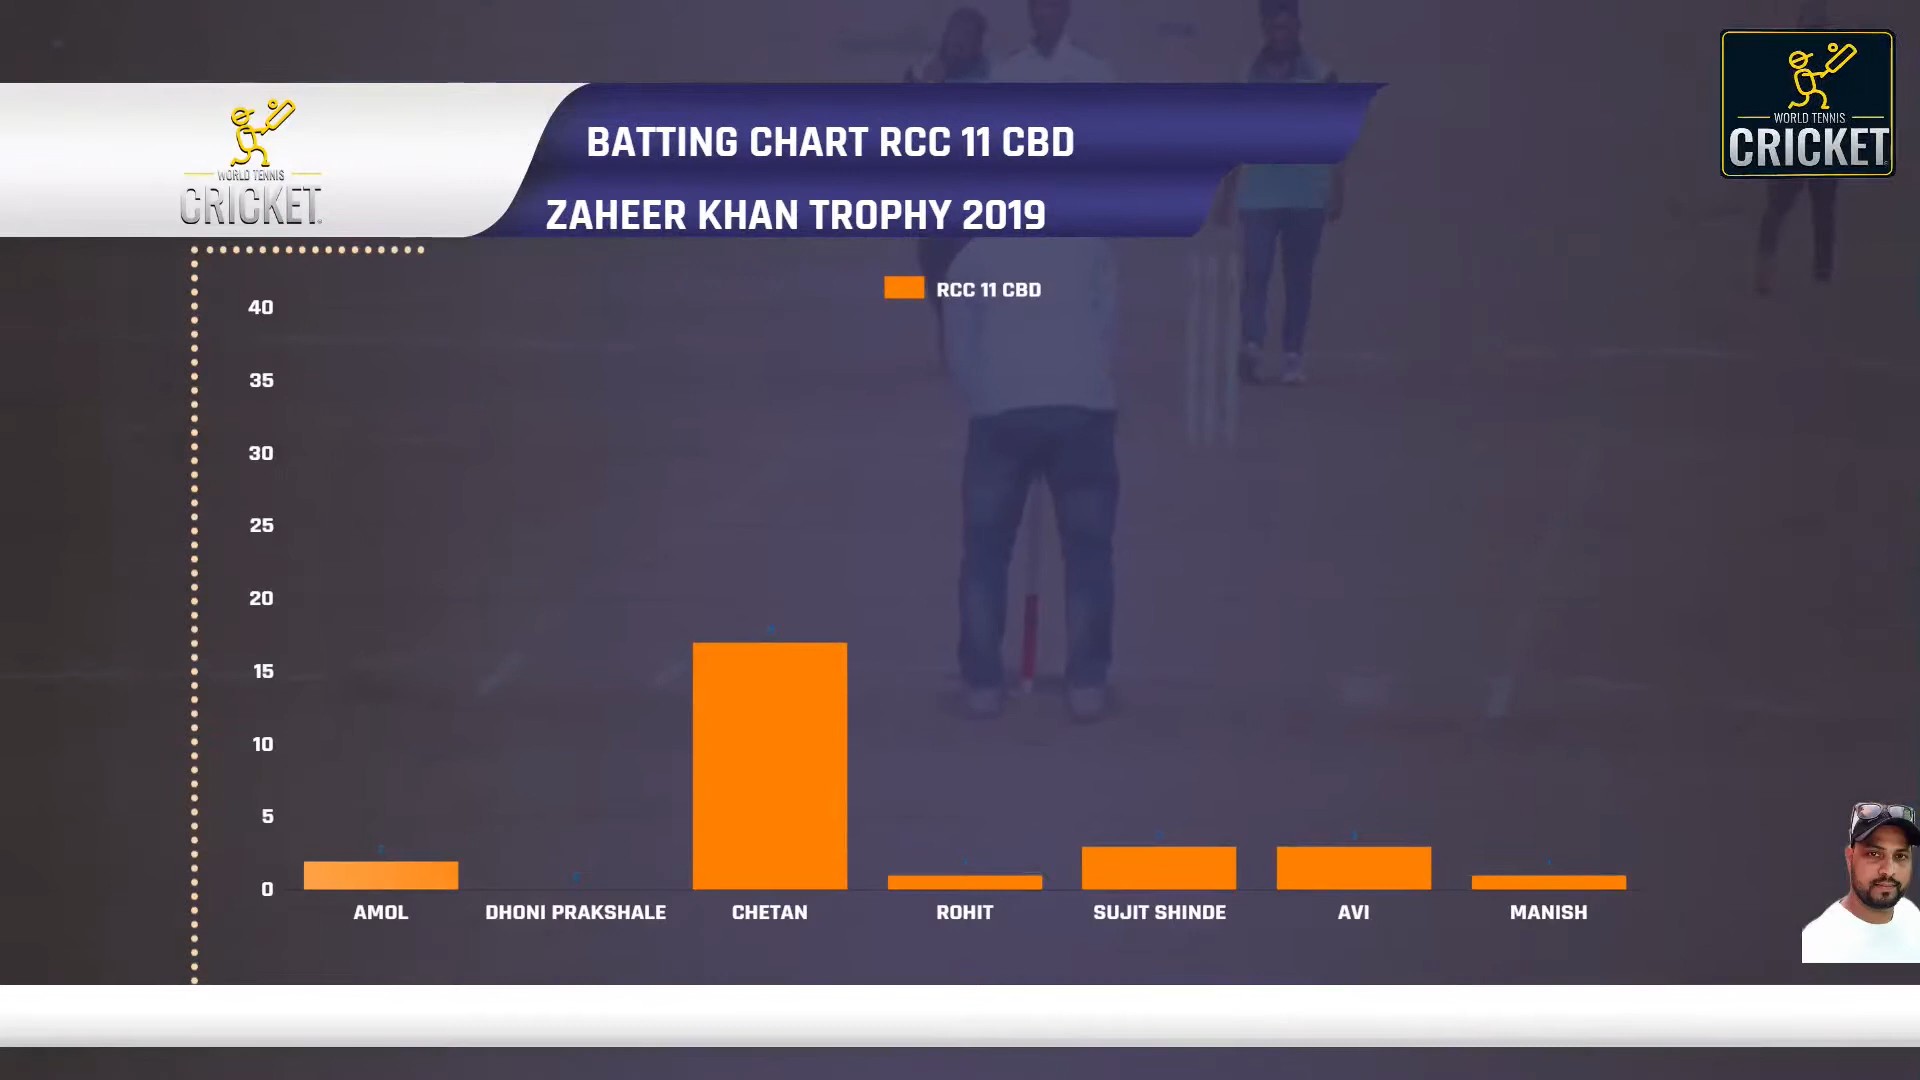 WORLD TENNIS
CRICKET
BATTING CHART RCC 11 CBD
ZAHEER KHAN TROPHY 2019
WORLD TENNIS
CRICKET
RCC 11 CBD
40
35
30
25
20
15
10
5
0
AMOL DHONI PRAKSHALE CHETAN ROHIT SUJIT SHINDE AVI MANISH